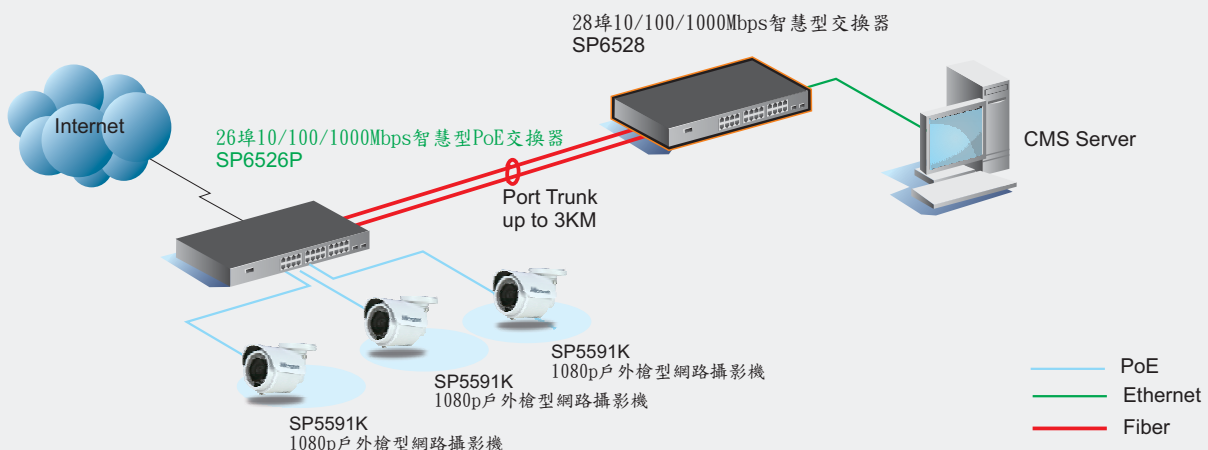 28埠10/100/1000Mbps智慧型交換器
SP6528
Internet
26埠10/100/1000Mbps智慧型PoE交換器
SP6526P
CMS Server
Port Trunk
up to 3KM
SP5591K
1080p戶外槍型網路攝影機
SP5591K
1080p戶外槍型網路攝影機
SP5591K
1080p戶外槍型網路攝影機
PoE
Ethernet
Fiber